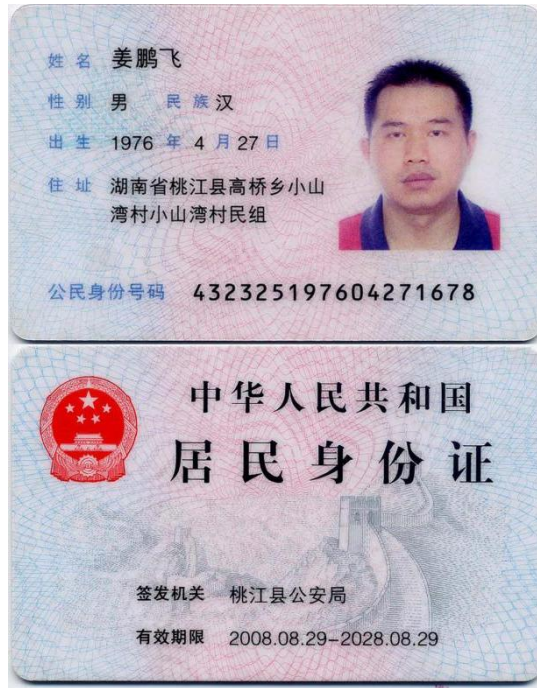 姓名 姜鹏飞
性别 男 民族 汉
出生 1976 年 4 月 27 日
住址 湖南省桃江县高桥乡小山
湾村小山湾村民组
公民身份号码 432325197604271678
中华人民共和国
居民身份证
签发机关 桃江县公安局
有效期限 2008.08.29-2028.08.29